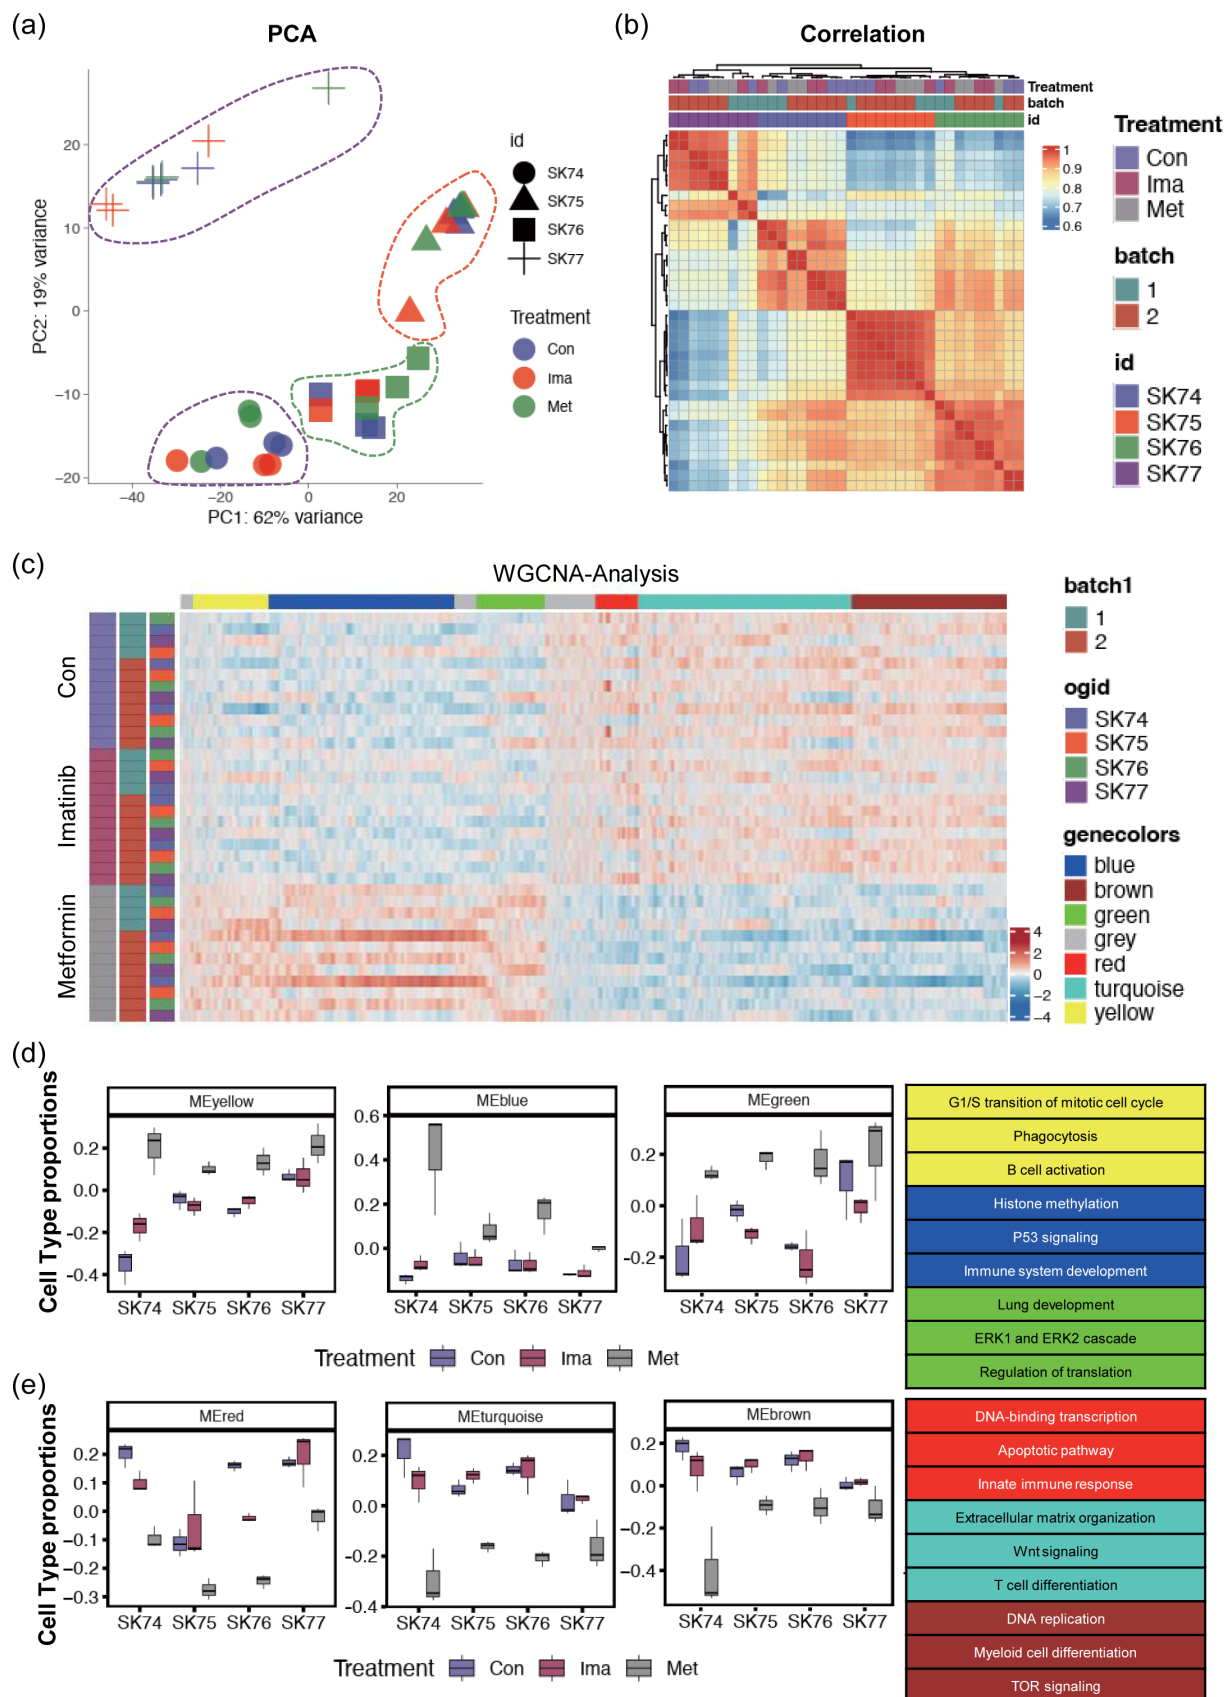 (a)
PCA
20
10
0
−10
−20
PC2: 19% variance
−40
−20
0
20
PC1: 62% variance
id
SK74
SK75
SK76
SK77
Treatment
Con
Ima
Met
(b)
Correlation
Treatment
batch
id
1
0.9
0.8
0.7
0.6
Treatment
Con
Ima
Met
batch
1
2
id
SK74
SK75
SK76
SK77
(c)
WGCNA-Analysis
Con
Imatinib
Metformin
4
2
0
−2
−4
batch1
1
2
ogid
SK74
SK75
SK76
SK77
genecolors
blue
brown
green
grey
red
turquoise
yellow
(d)
Cell Type proportions
MEyellow
0.2
0.0
−0.2
−0.4
SK74 SK75 SK76 SK77
MEblue
0.6
0.4
0.2
0.0
SK74 SK75 SK76 SK77
MEgreen
0.2
0.0
−0.2
SK74 SK75 SK76 SK77
Treatment Con Ima Met
G1/S transition of mitotic cell cycle
Phagocytosis
B cell activation
Histone methylation
P53 signaling
Immune system development
Lung development
ERK1 and ERK2 cascade
Regulation of translation
(e)
Cell Type proportions
MEred
0.2
0.1
0.0
−0.1
−0.2
−0.3
SK74 SK75 SK76 SK77
MEturquoise
0.2
0.0
−0.2
−0.4
SK74 SK75 SK76 SK77
MEbrown
0.2
0.0
−0.2
−0.4
SK74 SK75 SK76 SK77
Treatment Con Ima Met
DNA-binding transcription
Apoptotic pathway
Innate immune response
Extracellular matrix organization
Wnt signaling
T cell differentiation
DNA replication
Myeloid cell differentiation
TOR signaling